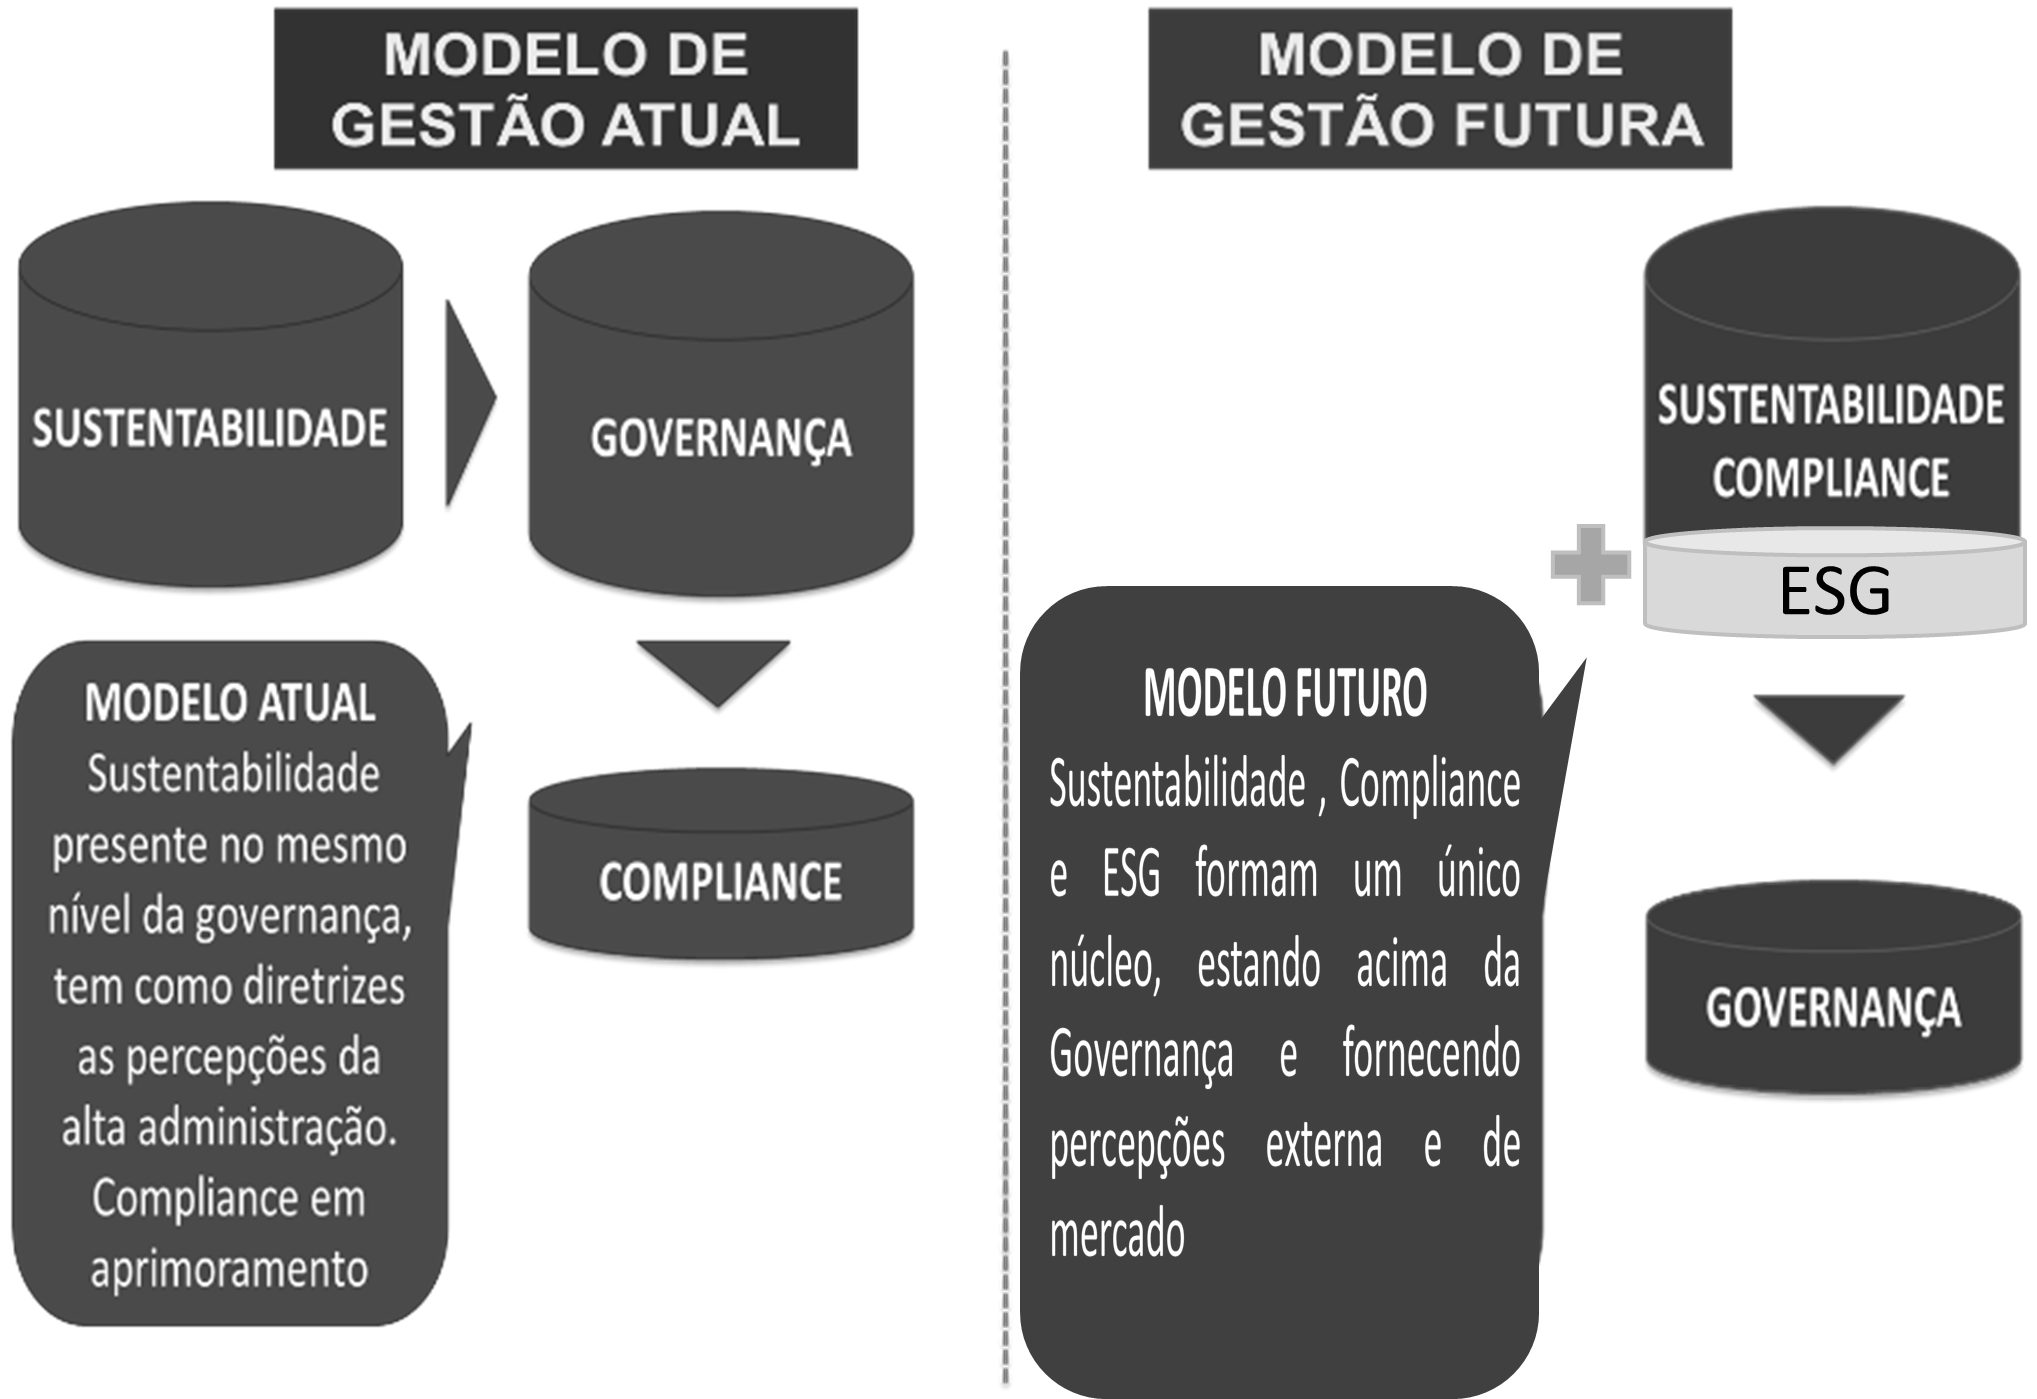 MODELO DE
GESTÃO ATUAL
SUSTENTABILIDADE
GOVERNANÇA
COMPLIANCE
MODELO ATUAL
Sustentabilidade
presente no mesmo
nível da governança,
tem como diretrizes
as percepções da
alta administração.
Compliance em
aprimoramento
MODELO DE
GESTÃO FUTURA
SUSTENTABILIDADE
COMPLIANCE
ESG
GOVERNANÇA
MODELO FUTURO
Sustentabilidade , Compliance
e ESG formam um único
núcleo, estando acima da
Governança e fornecendo
percepções externa e de
mercado